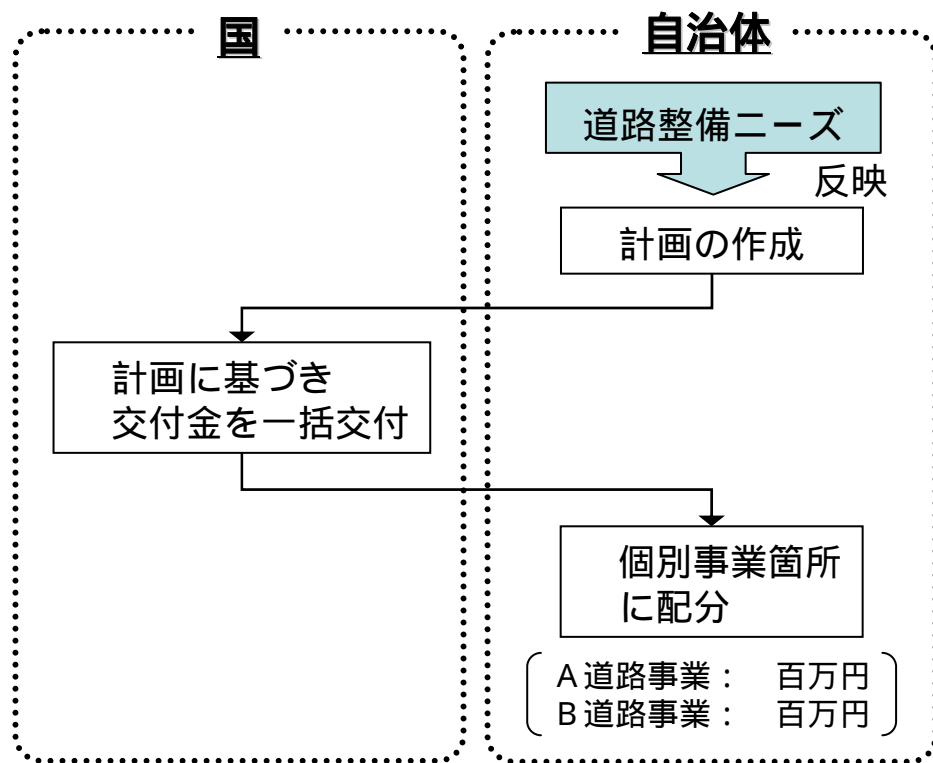 国
自治体
道路整備ニーズ
反映
計画の作成
計画に基づき
交付金を一括交付
個別事業箇所
に配分
A道路事業： 百万円
B道路事業： 百万円